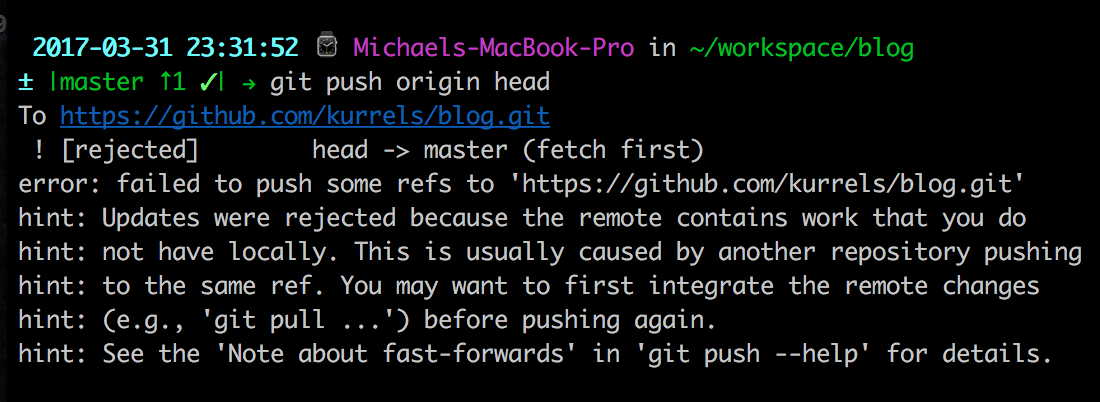 2017-03-31 23:31:52 ⌚ Michaels-MacBook-Pro in ~/workspace/blog
± |master ↑1 ✓| → git push origin head
To https://github.com/kurrels/blog.git
 ! [rejected]        head -> master (fetch first)
error: failed to push some refs to 'https://github.com/kurrels/blog.git'
hint: Updates were rejected because the remote contains work that you do
hint: not have locally. This is usually caused by another repository pushing
hint: to the same ref. You may want to first integrate the remote changes
hint: (e.g., 'git pull ...') before pushing again.
hint: See the 'Note about fast-forwards' in 'git push --help' for details.